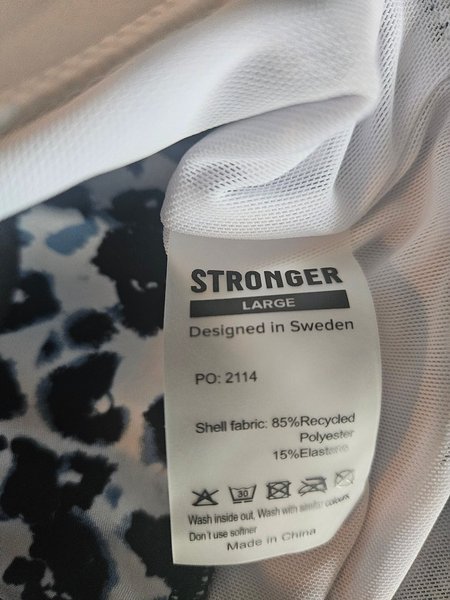 STRONGER
LARGE
Designed in Sweden
PO: 2114
Shell fabric: 85%Recycled
Polyester
15%Elastane
30
Wash inside out, Wash with similar colours
Don't use softner
Made in China